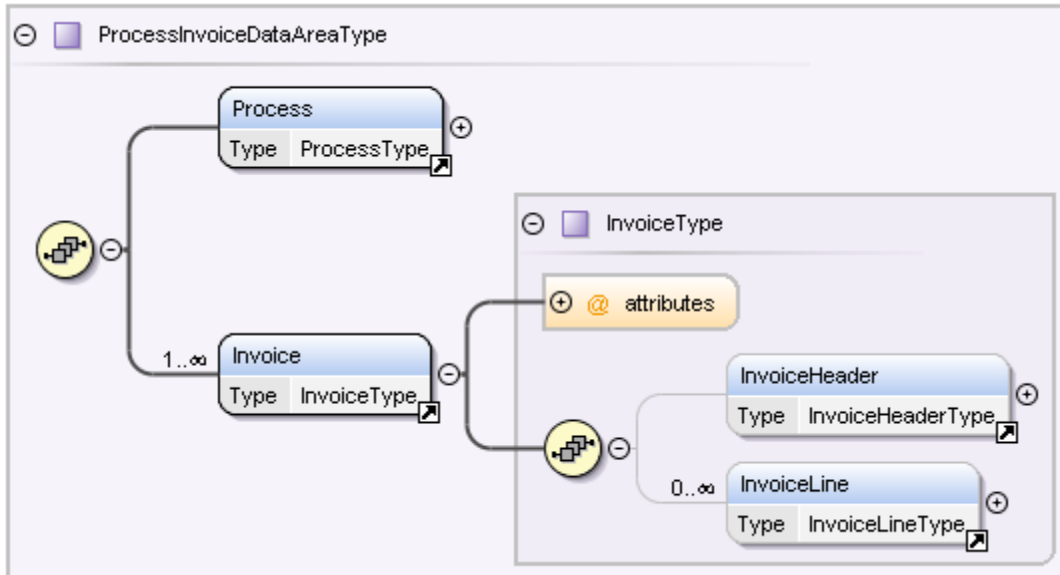 ProcessInvoiceDataAreaType
Process
Type ProcessType
InvoiceType
@ attributes
1..∞
Invoice
Type InvoiceType
InvoiceHeader
Type InvoiceHeaderType
0..∞
InvoiceLine
Type InvoiceLineType